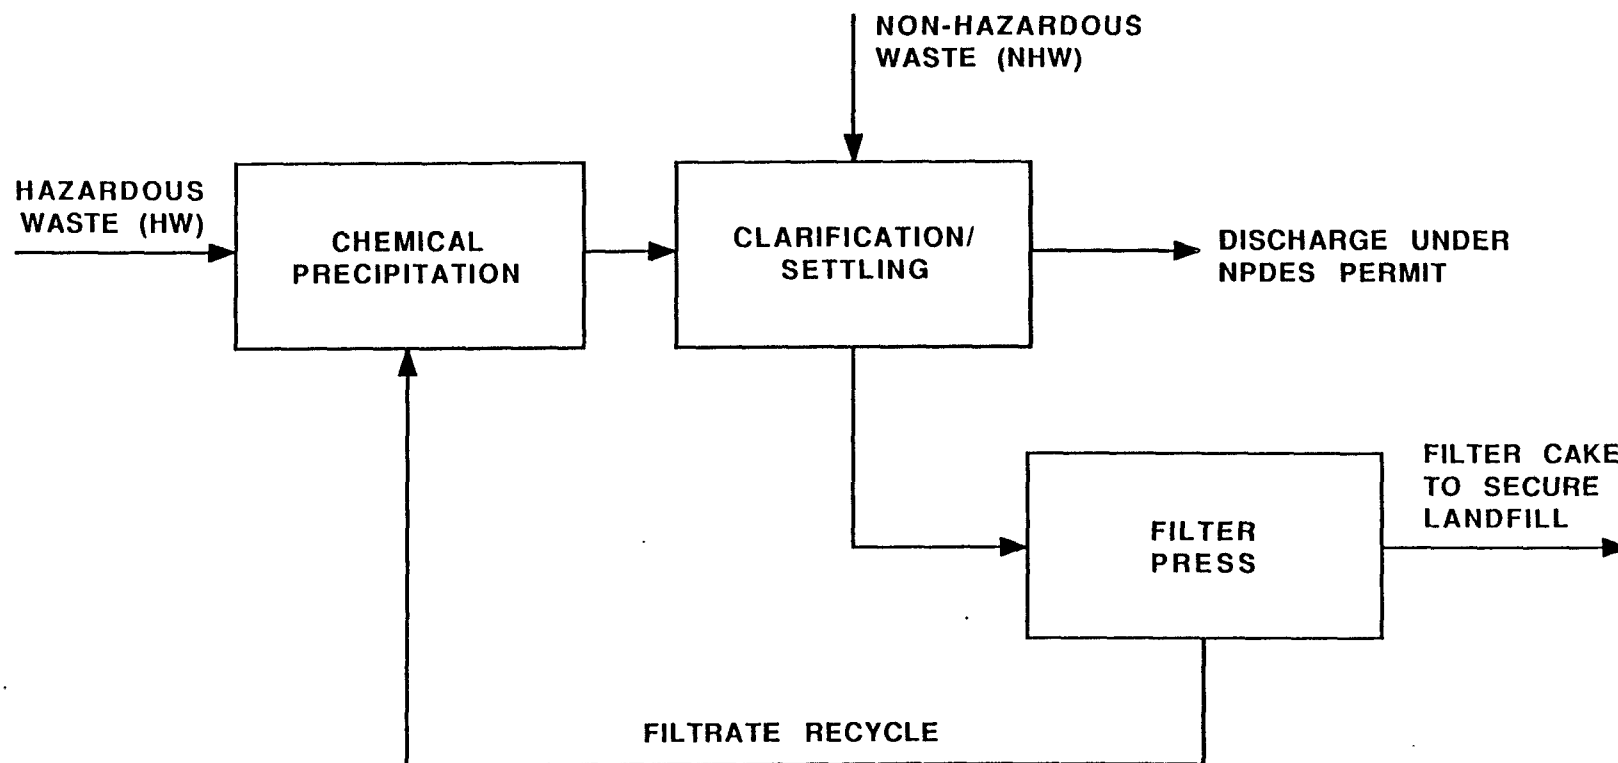 NON-HAZARDOUS
WASTE (NHW)
HAZARDOUS
WASTE (HW)
CHEMICAL
PRECIPITATION
CLARIFICATION/
SETTLING
DISCHARGE UNDER
NPDES PERMIT
FILTER CAKE
TO SECURE
LANDFILL
FILTER
PRESS
FILTRATE RECYCLE